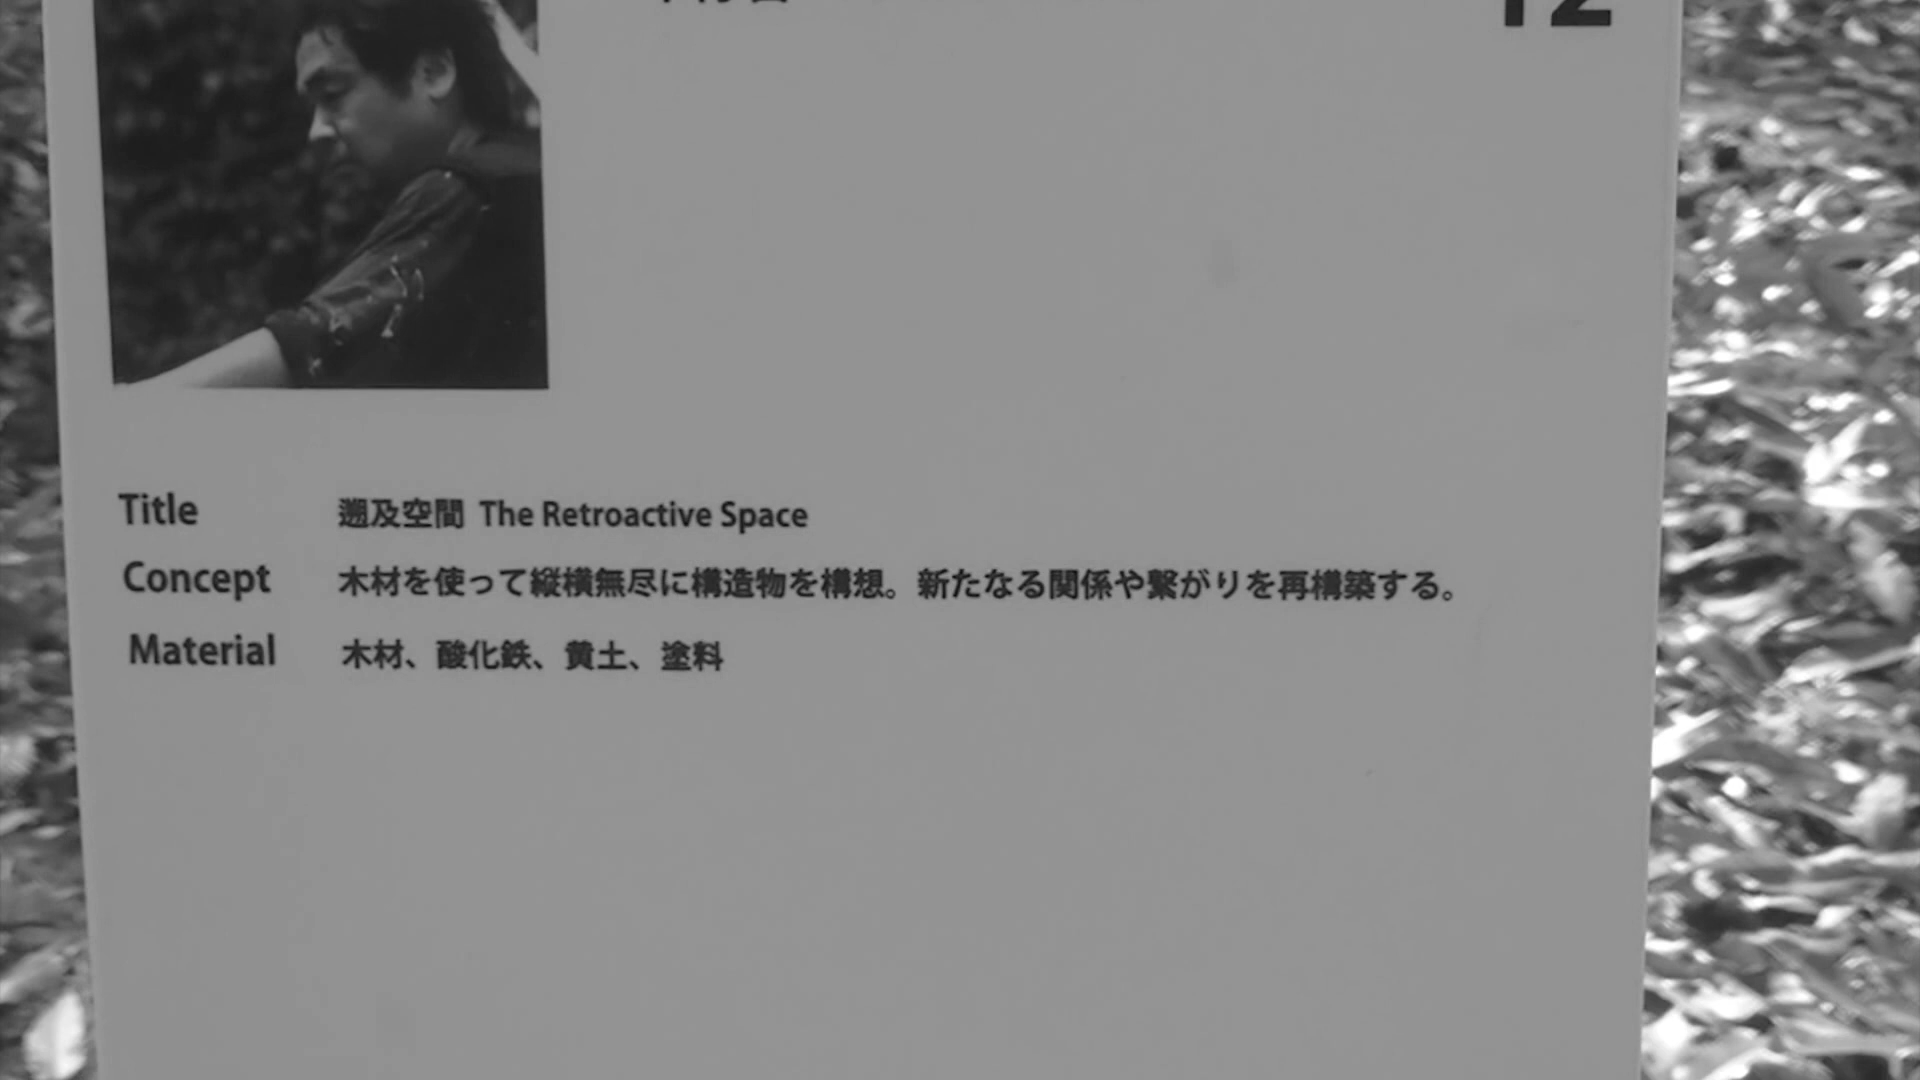 12
Title 遡及空間 The Retroactive Space
Concept 木材を使って縦横無尽に構造物を構想。新たなる関係や繋がりを再構築する。
Material 木材、酸化鉄、黄土、塗料